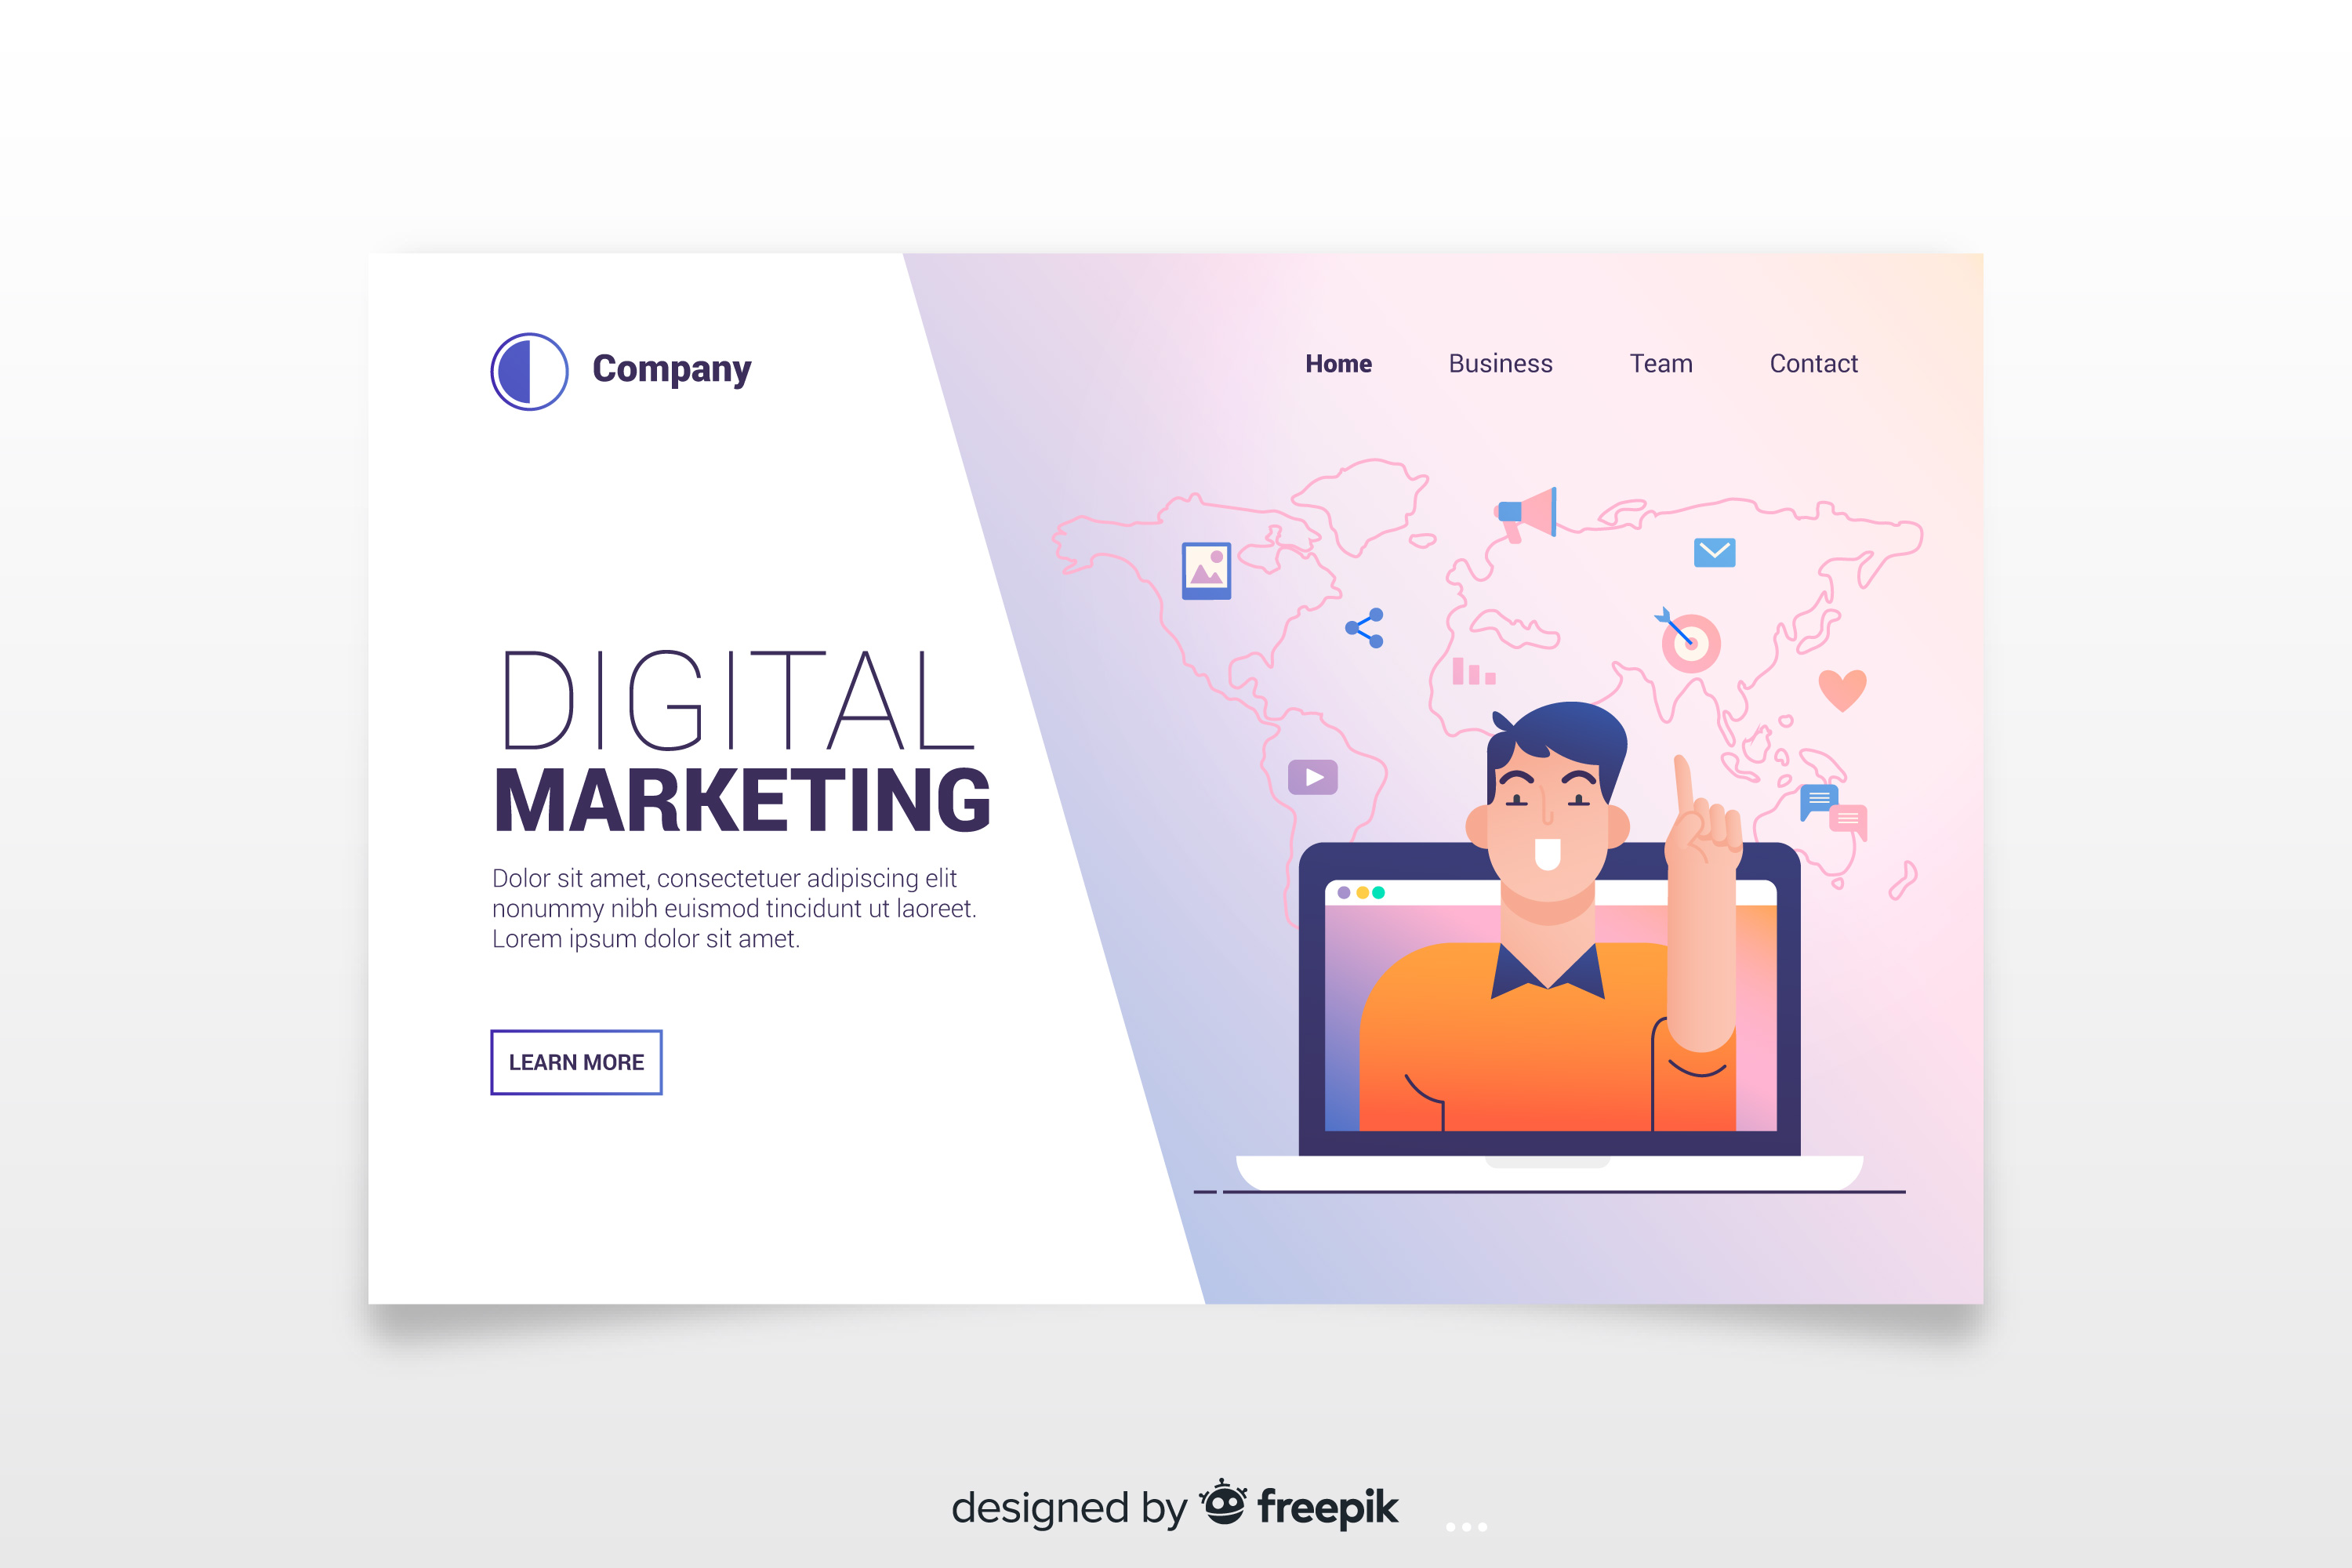 Company
Home Business Team Contact
DIGITAL
MARKETING
Dolor sit amet, consectetuer adipiscing elit
nonummy nibh euismod tincidunt ut laoreet.
Lorem ipsum dolor sit amet.
LEARN MORE
designed by freepik